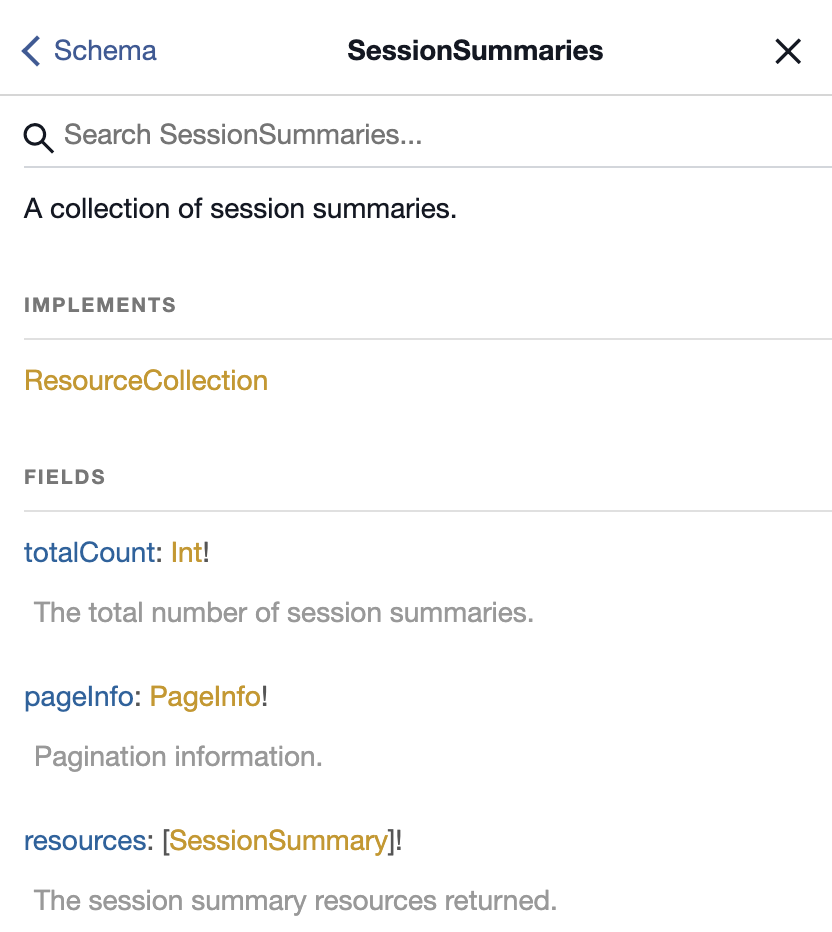 Schema
SessionSummaries
Search SessionSummaries...
A collection of session summaries.
IMPLEMENTS
ResourceCollection
FIELDS
totalCount: Int!
The total number of session summaries.
pageInfo: PageInfo!
Pagination information.
resources: [SessionSummary]!
The session summary resources returned.